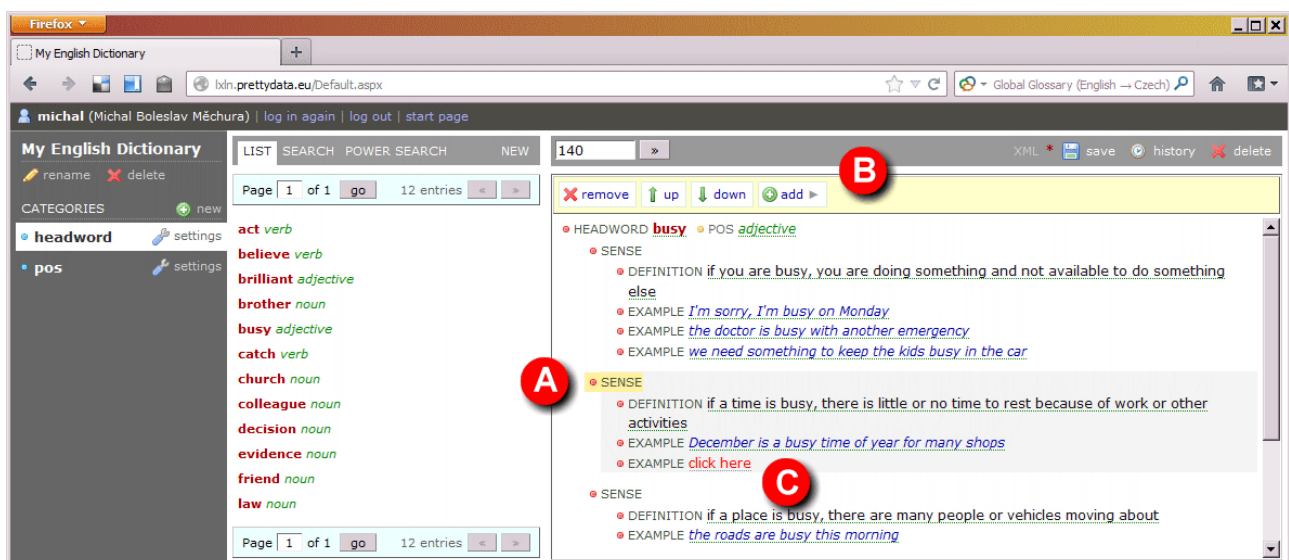 Firefox
My English Dictionary
+
lxln.prettydata.eu/Default.aspx
Global Glossary (English → Czech)
michal (Michal Boleslav Měchura) | log in again | log out | start page
My English Dictionary
rename delete
CATEGORIES new
headword settings
pos settings
LIST SEARCH POWER SEARCH NEW
Page 1 of 1 go 12 entries « »
act verb
believe verb
brilliant adjective
brother noun
busy adjective
catch verb
church noun
colleague noun
decision noun
evidence noun
friend noun
law noun
Page 1 of 1 go 12 entries « »
140 » XML * save history delete
B
remove up down add ►
HEADWORD busy POS adjective
SENSE
DEFINITION if you are busy, you are doing something and not available to do something
else
EXAMPLE I'm sorry, I'm busy on Monday
EXAMPLE the doctor is busy with another emergency
EXAMPLE we need something to keep the kids busy in the car
A
SENSE
DEFINITION if a time is busy, there is little or no time to rest because of work or other
activities
EXAMPLE December is a busy time of year for many shops
EXAMPLE click here
C
SENSE
DEFINITION if a place is busy, there are many people or vehicles moving about
EXAMPLE the roads are busy this morning